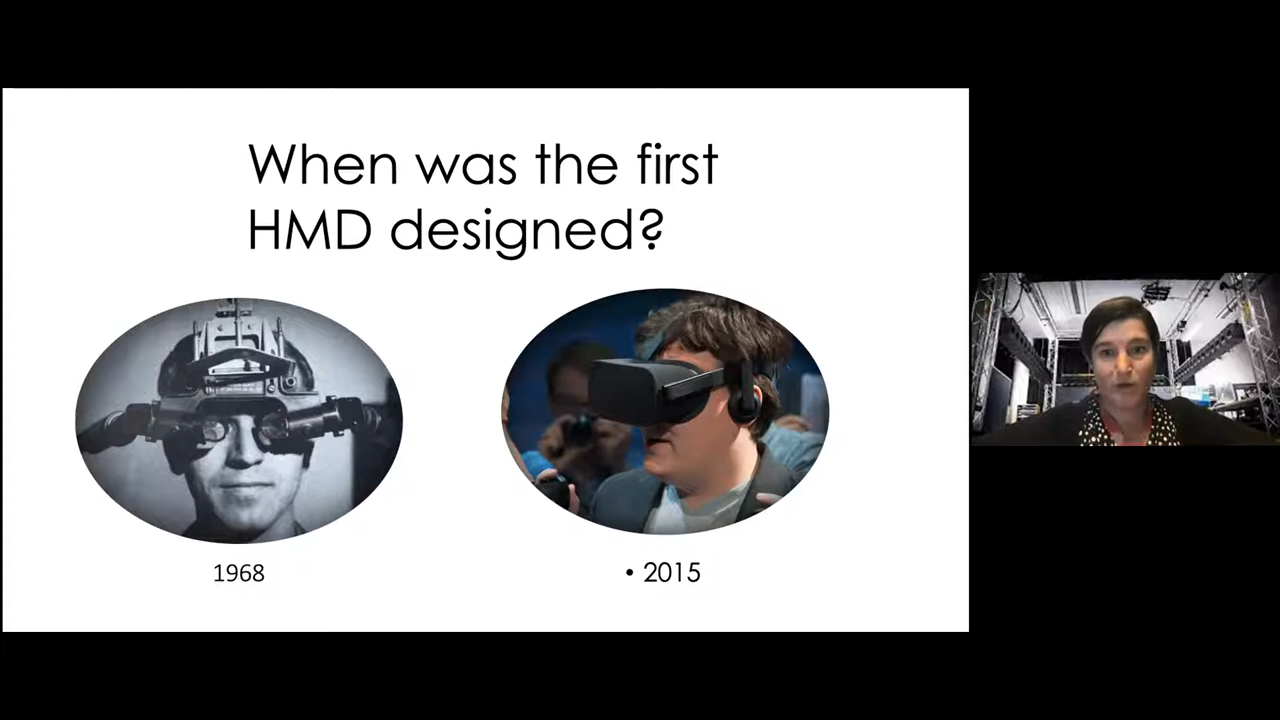 When was the first
HMD designed?
1968
• 2015